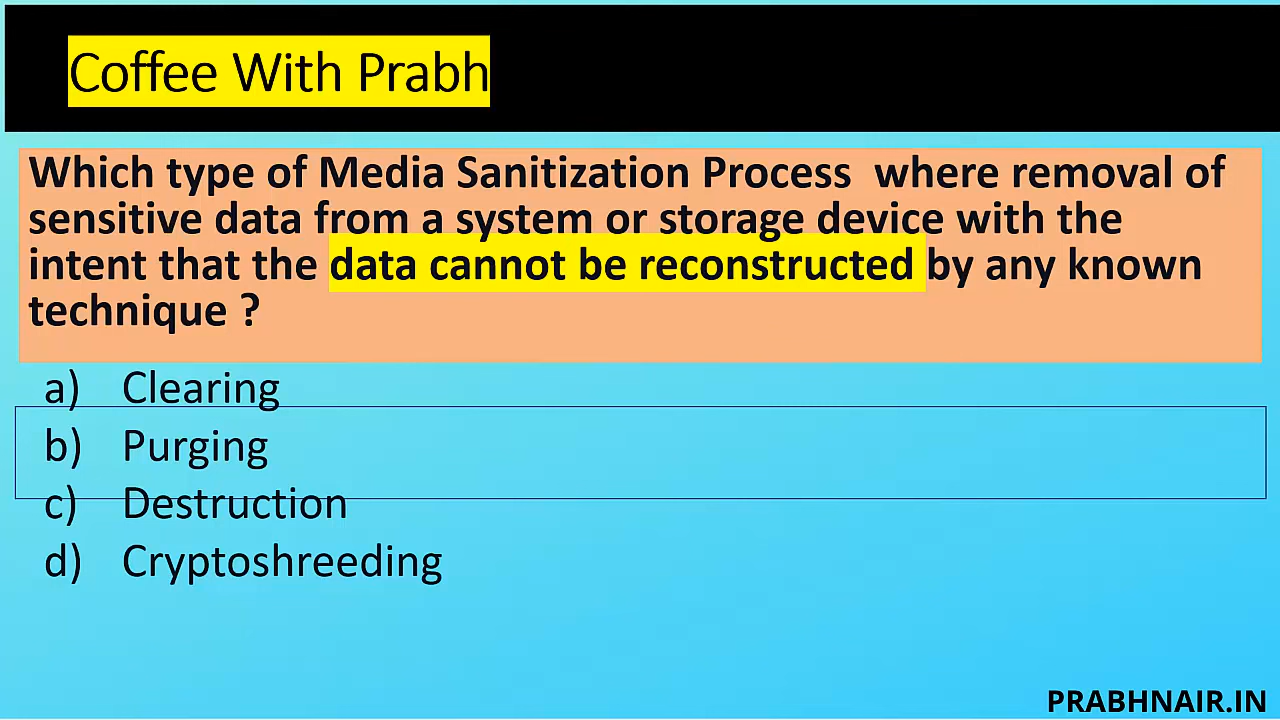 Coffee With Prabh
Which type of Media Sanitization Process where removal of
sensitive data from a system or storage device with the
intent that the data cannot be reconstructed by any known
technique ?
a) Clearing
b) Purging
c) Destruction
d) Cryptoshreeding
PRABHNAIR.IN